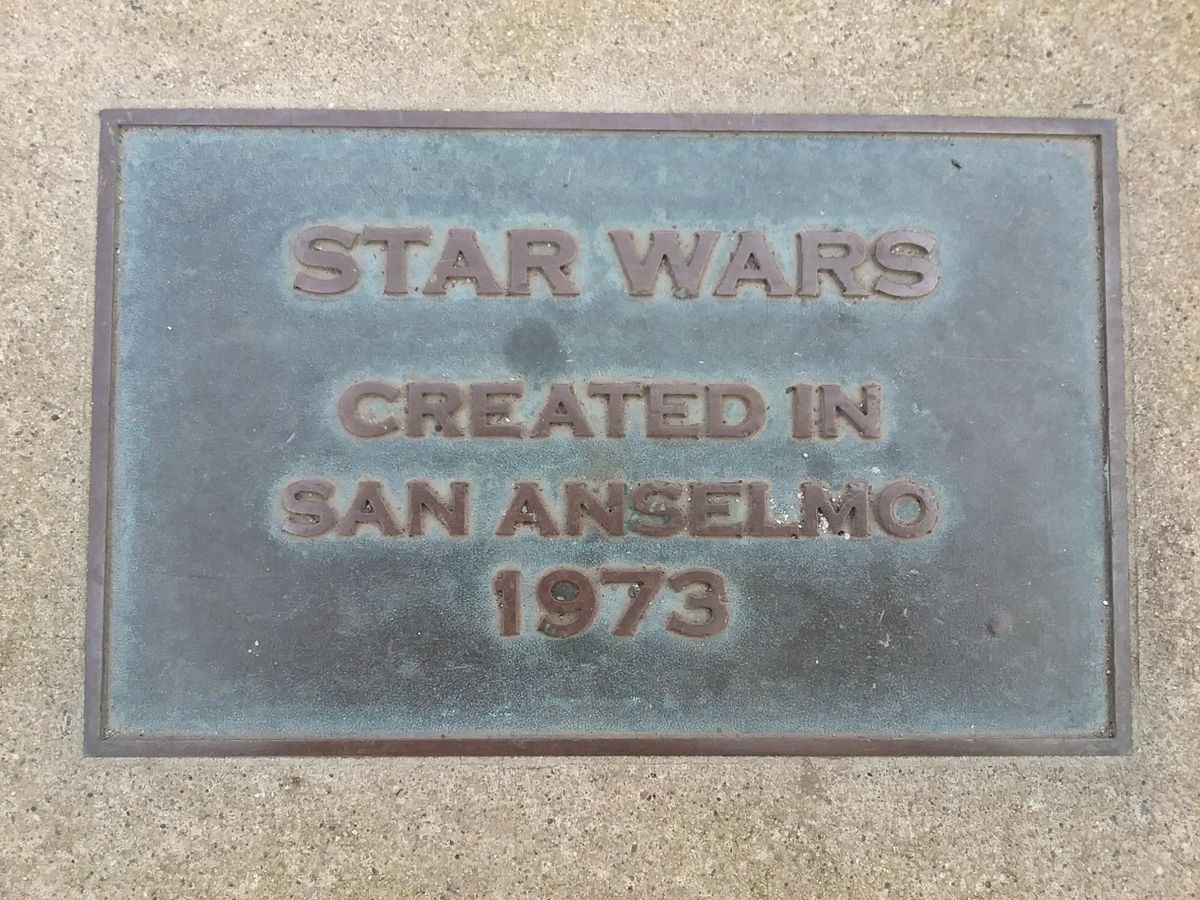 STAR WARS
CREATED IN
SAN ANSELMO
1973